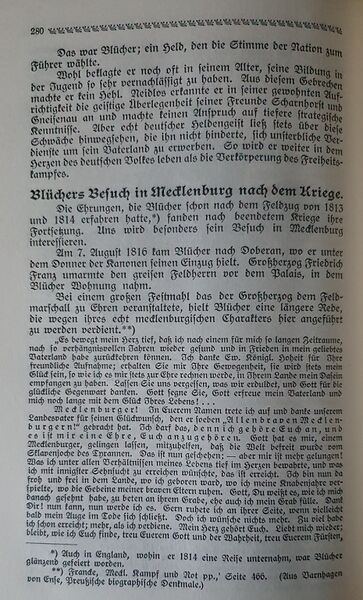 280
Das war Blücher; ein Held, den die Stimme der Nation zum
Führer wählte.
Wohl beklagte er noch oft in seinem Alter, seine Bildung in
der Jugend so sehr vernachlässigt zu haben. Aus diesem Gebrechen
machte er kein Hehl. Neidlos erkannte er in seiner gewohnten Auf-
richtigkeit die geistige Überlegenheit seiner Freunde Scharnhorst und
Gneisenau an und machte keinen Anspruch auf tiefere strategische
Kenntnisse. Aber echt deutscher Heldengeist ließ stets über diese
Schwäche hinwegsehen, die ihn nicht hinderte, sich unsterbliche Ver-
dienste um sein Vaterland zu erwerben. So wird er weiter in dem
Herzen des deutschen Volkes leben als die Verkörperung des Freiheits-
kampfes.
Blüchers Besuch in Mecklenburg nach dem Kriege.
Die Ehrungen, die Blücher schon nach dem Feldzug von 1813
und 1814 erfahren hatte,*) fanden nach beendetem Kriege ihre
Fortsetzung. Uns wird besonders sein Besuch in Mecklenburg
interessieren.
Am 7. August 1816 kam Blücher nach Doberan, wo er unter
dem Donner der Kanonen seinen Einzug hielt. Großherzog Friedrich
Franz umarmte den greisen Feldherrn vor dem Palais, in dem
Blücher Wohnung nahm.
Bei einem großen Festmahl das der Großherzog dem Feld-
marschall zu Ehren veranstaltete, hielt Blücher eine längere Rede,
die wegen ihres echt mecklenburgischen Charakters hier angeführt
zu werden verdient.**)
„Es bewegt mein Herz tief, daß ich nach einem für mich so langen Zeitraume,
nach so verhängnisvollen Jahren wieder gesund und in Frieden in mein geliebtes
Vaterland habe zurückkehren können. Ich danke Ew. Königl. Hoheit für Ihre
freundliche Aufnahme; erhalten Sie mir Ihre Gewogenheit, sie wird stets mein
Glück sein, so wie ich es mir stets zur Ehre rechnen werde, in Ihrem Lande mein Dasein
empfangen zu haben. Lassen Sie uns vergessen, was wir erduldet, und Gott für die
glückliche Gegenwart danken. Gott segne Sie, Gott erfreue mein Vaterland und
mich noch lange mit dem Glück Ihres Lebens! . . .
Mecklenburger! In Eurem Namen trete ich auf und danke unserm
Landesvater für seinen Glückwunsch, den er soeben „Allen braven Mecklen-
burgern!“ gebracht hat. Ich darf das, denn ich gehöre Euch an, und
es ist mir eine Ehre, Euch anzugehören. Gott hat es mir, einem
Mecklenburger, gelingen lassen, mitzuhelfen, daß die Welt befreit wurde vom
Sklavenjoche des Tyrannen. Das ist nun geschehen; — aber mir ist mehr gelungen!
Was ich unter allen Verhältnissen meines Lebens tief im Herzen bewahrte, und was
ich mit innigster Sehnsucht zu erreichen wünschte, das ist erreicht. Ich bin nun da
froh und frei in dem Lande, wo ich geboren ward, wo ich meine Knabenjahre ver-
spielte, wo die Gebeine meiner braven Eltern ruhen. Gott, Du weißt es, wie ich mich
danach gesehnt habe, zu beten an ihrem Grabe, ehe auch ich mein Grab fülle. Dank
Dir! nun kann, nun werde ich es. Gern ruhete ich an ihrer Seite, wenn vielleicht
bald mein Auge im Tode sich schließt. Doch ich wünsche nichts mehr. Zu viel habe
ich schon erreicht; mehr, als ich verdiene. Mein Herz gehört Euch. Liebt mich wieder;
bleibt, wie ich Euch finde, treu Eurem Gott und der Wahrheit, treu Euerem Fürsten,
*) Auch in England, wohin er 1814 eine Reise unternahm, war Blücher
glänzend gefeiert worden.
**) Francke, Meckl. Kampf und Not pp.,' Seite 466. (Aus Varnhagen
von Ense, Preußische biographische Denkmale.)